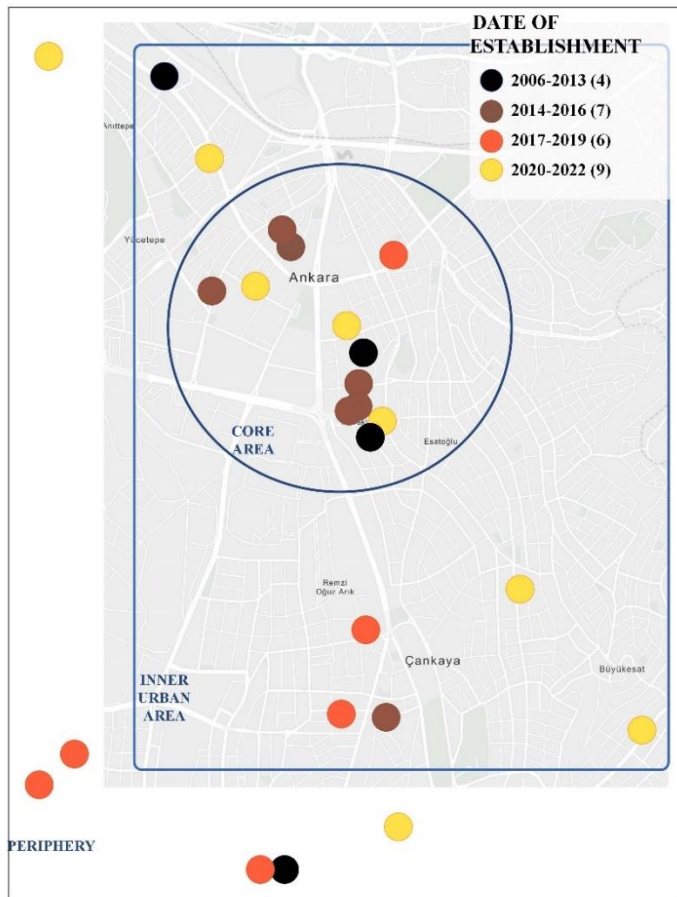 DATE OF
ESTABLISHMENT
2006-2013 (4)
2014-2016 (7)
2017-2019 (6)
2020-2022 (9)
Anıttepe
Yücetepe
Ankara
CORE
AREA
Esatoğlu
Remzi
Oğuz Arık
Çankaya
Büyükesat
INNER
URBAN
AREA
PERIPHERY